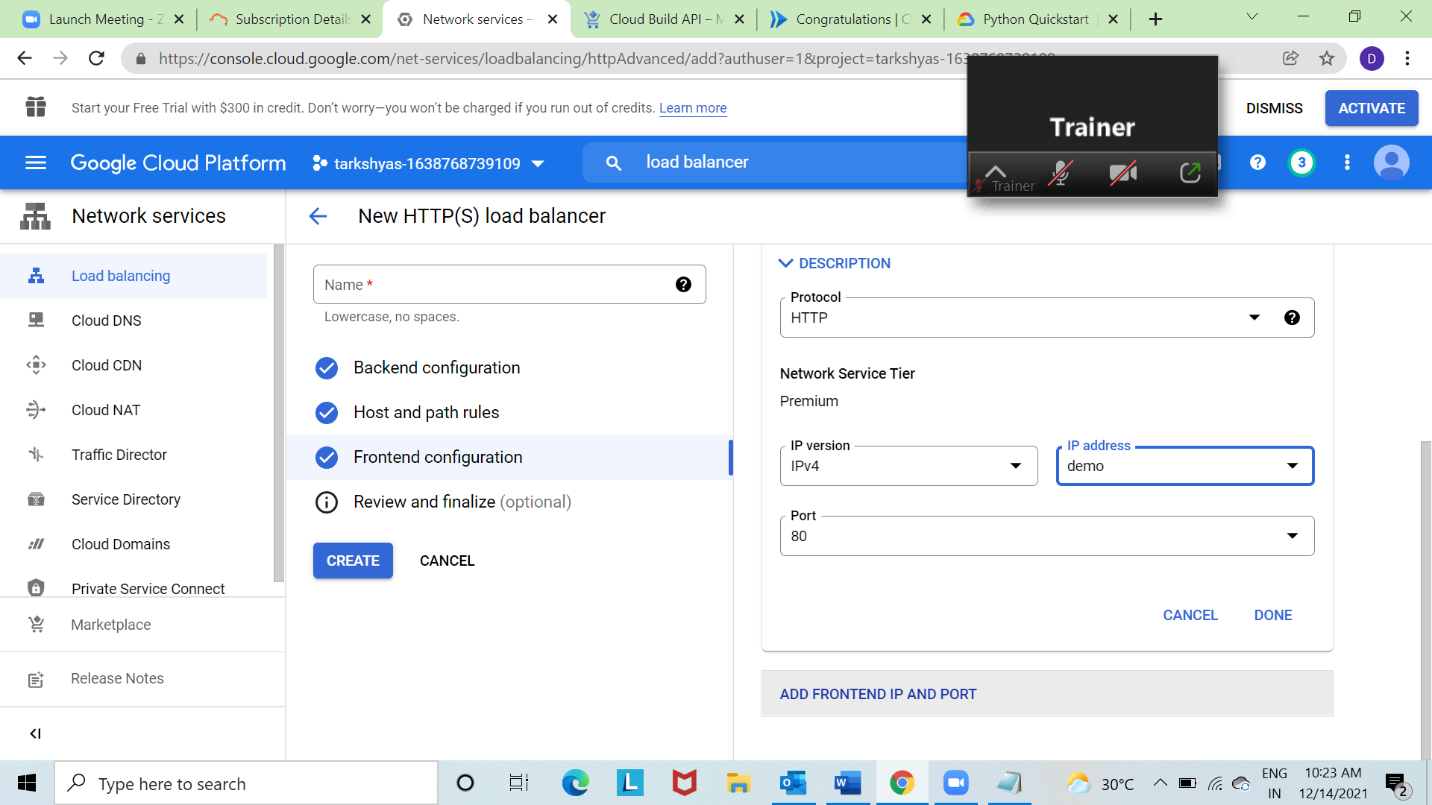 Launch Meeting - Z
Subscription Details
Network services –
Cloud Build API – M
Congratulations | Cl
Python Quickstart
https://console.cloud.google.com/net-services/loadbalancing/httpAdvanced/add?authuser=1&project=tarkshyas-1638768739109
D
Start your Free Trial with $300 in credit. Don't worry—you won't be charged if you run out of credits. Learn more
DISMISS
ACTIVATE
Trainer
Trainer
Google Cloud Platform
tarkshyas-1638768739109
load balancer
3
Network services
New HTTP(S) load balancer
Load balancing
Cloud DNS
Cloud CDN
Cloud NAT
Traffic Director
Service Directory
Cloud Domains
Private Service Connect
Marketplace
Release Notes
Name *
Lowercase, no spaces.
Backend configuration
Host and path rules
Frontend configuration
Review and finalize (optional)
CREATE
CANCEL
DESCRIPTION
Protocol
HTTP
Network Service Tier
Premium
IP version
IPv4
IP address
demo
Port
80
CANCEL
DONE
ADD FRONTEND IP AND PORT
Type here to search
30°C
ENG
IN
10:23 AM
12/14/2021
2